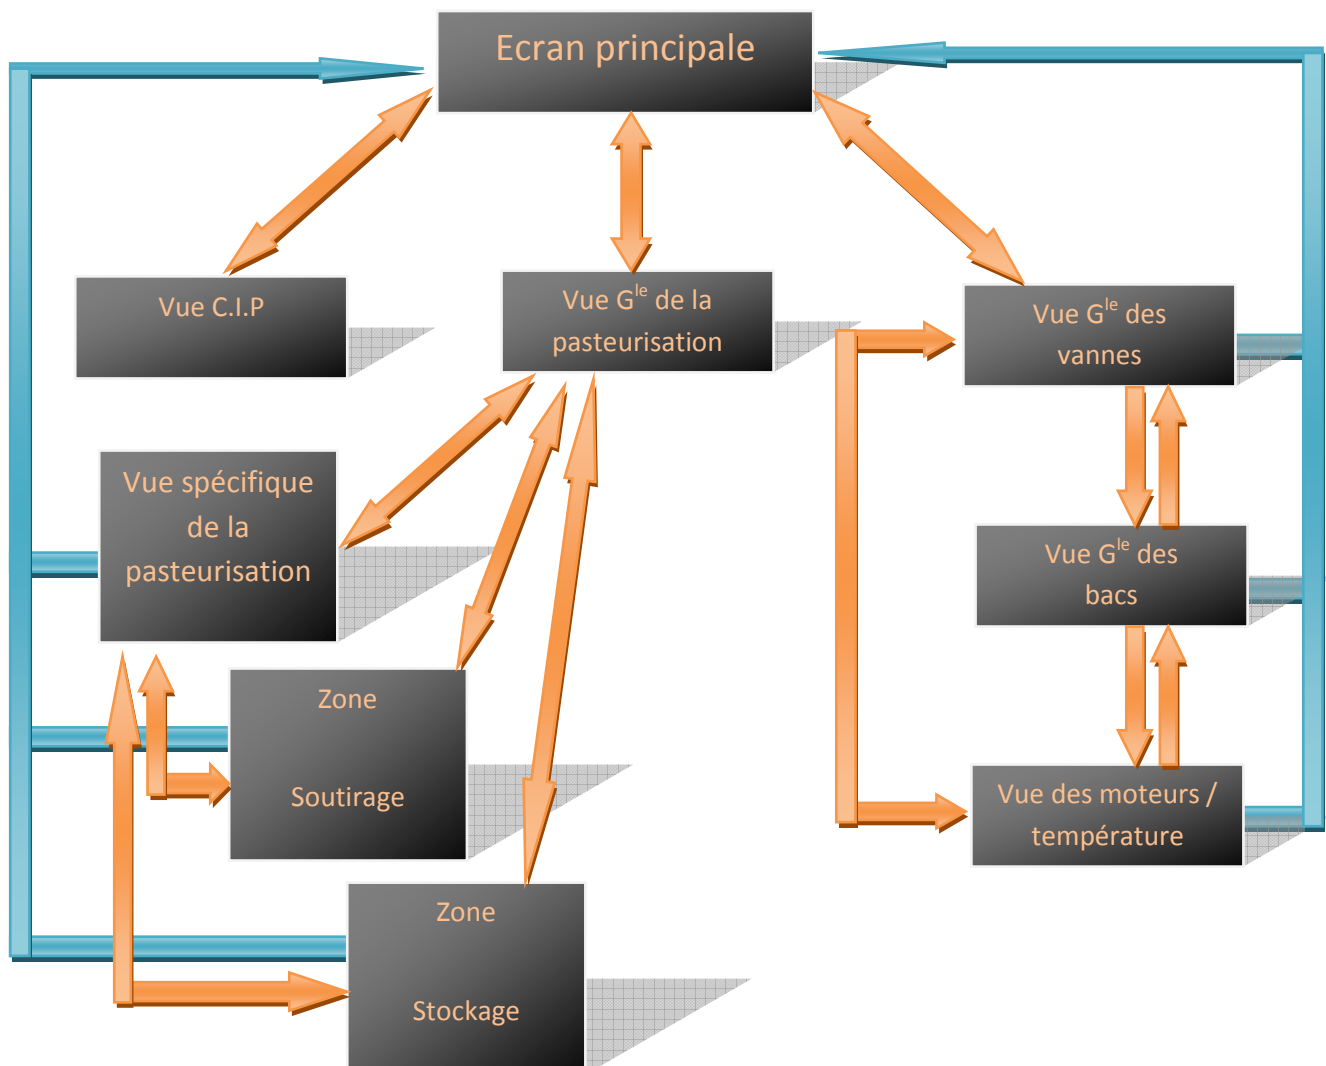 Ecran principale
Vue C.I.P
Vue Gle de la
pasteurisation
Vue Gle des
vannes
Vue spécifique
de la
pasteurisation
Vue Gle des
bacs
Zone
Soutirage
Vue des moteurs /
température
Zone
Stockage